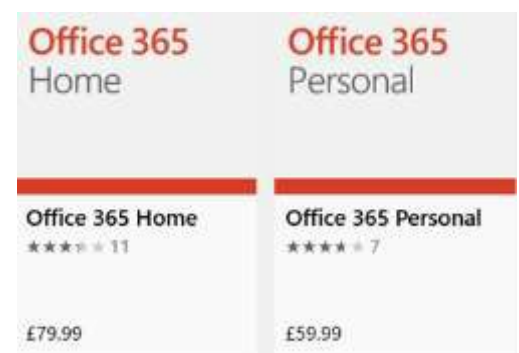 Office 365
Home
Office 365 Home
11
£79.99
Office 365
Personal
Office 365 Personal
7
£59.99